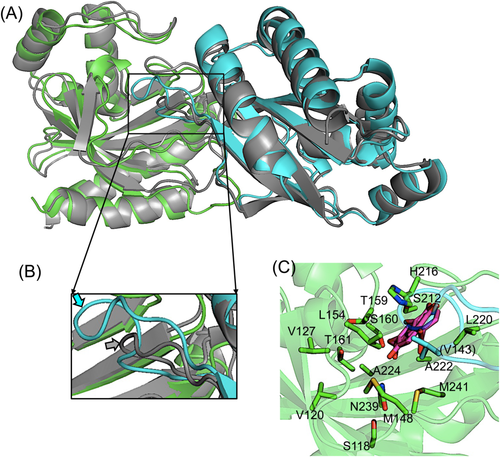 (A)
(B)
(C)
H216
T159
S212
L154
S160
L220
V127
T161
(V143)
A222
A224
M241
N239
V120
M148
S118